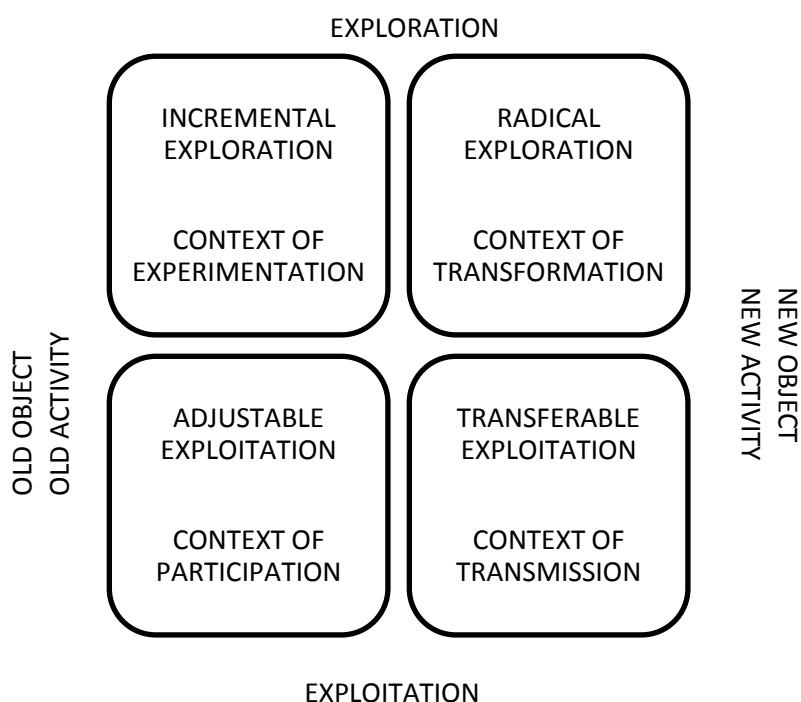 EXPLORATION
INCREMENTAL
EXPLORATION
CONTEXT OF
EXPERIMENTATION
RADICAL
EXPLORATION
CONTEXT OF
TRANSFORMATION
OLD OBJECT
OLD ACTIVITY
NEW OBJECT
NEW ACTIVITY
ADJUSTABLE
EXPLOITATION
CONTEXT OF
PARTICIPATION
TRANSFERABLE
EXPLOITATION
CONTEXT OF
TRANSMISSION
EXPLOITATION